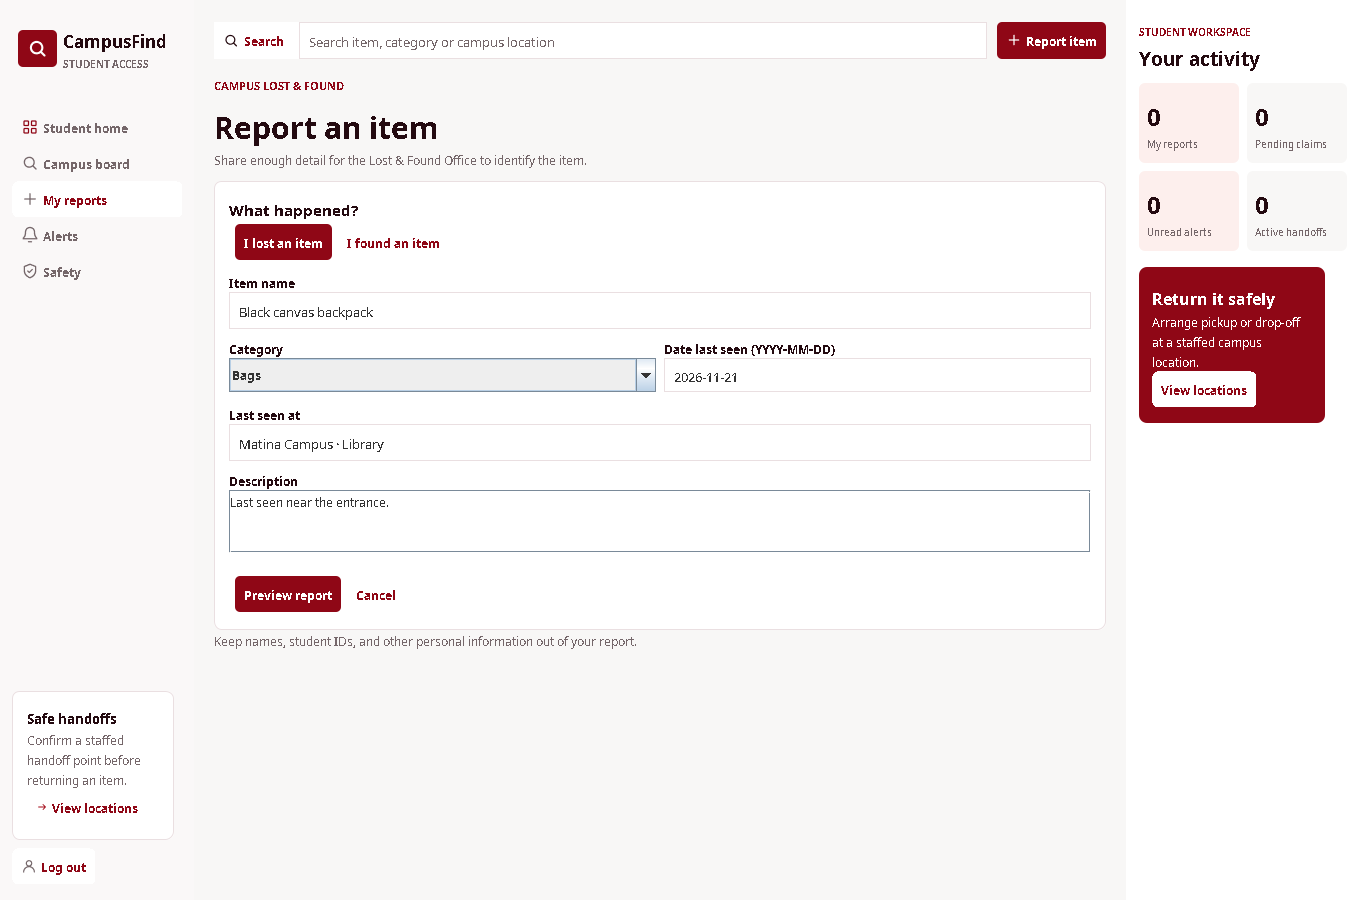 CampusFind
STUDENT ACCESS
Student home
Campus board
My reports
Alerts
Safety
Safe handoffs
Confirm a staffed
handoff point before
returning an item.
View locations
Log out
Search
Search item, category or campus location
Report item
CAMPUS LOST & FOUND
Report an item
Share enough detail for the Lost & Found Office to identify the item.
What happened?
I lost an item
I found an item
Item name
Black canvas backpack
Category
Date last seen (YYYY-MM-DD)
Bags
2026-11-21
Last seen at
Matina Campus · Library
Description
Last seen near the entrance.
Preview report
Cancel
Keep names, student IDs, and other personal information out of your report.
STUDENT WORKSPACE
Your activity
0
My reports
0
Pending claims
0
Unread alerts
0
Active handoffs
Return it safely
Arrange pickup or drop-off
at a staffed campus
location.
View locations